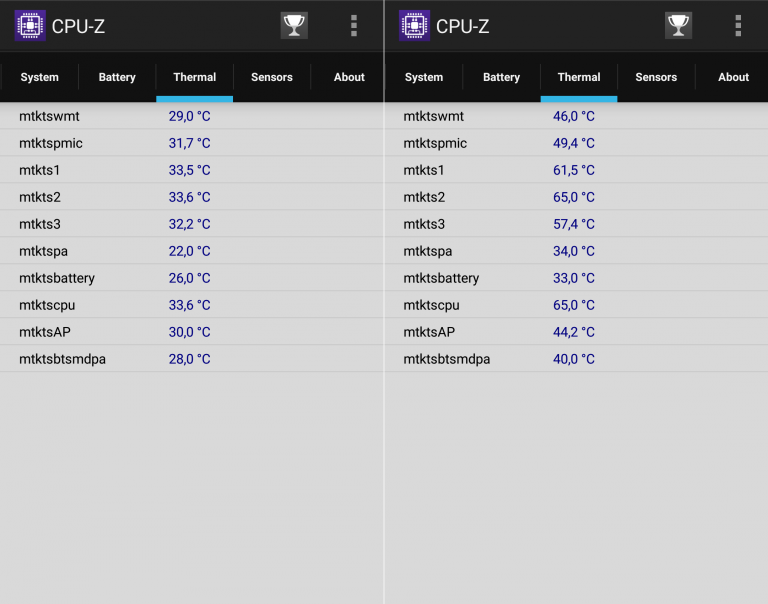 CPU-Z
System Battery Thermal Sensors About
mtktswmt 29,0 °C
mtktspmic 31,7 °C
mtkts1 33,5 °C
mtkts2 33,6 °C
mtkts3 32,2 °C
mtktspa 22,0 °C
mtktsbattery 26,0 °C
mtktscpu 33,6 °C
mtktsAP 30,0 °C
mtktsbtsmdpa 28,0 °C
CPU-Z
System Battery Thermal Sensors About
mtktswmt 46,0 °C
mtktspmic 49,4 °C
mtkts1 61,5 °C
mtkts2 65,0 °C
mtkts3 57,4 °C
mtktspa 34,0 °C
mtktsbattery 33,0 °C
mtktscpu 65,0 °C
mtktsAP 44,2 °C
mtktsbtsmdpa 40,0 °C